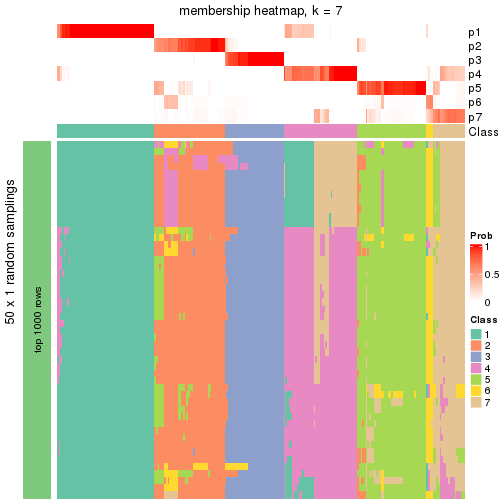 membership heatmap, k = 7
p1
p2
p3
p4
p5
p6
p7
Class
50 x 1 random samplings
top 1000 rows
Prob
1
0.5
0
Class
1
2
3
4
5
6
7